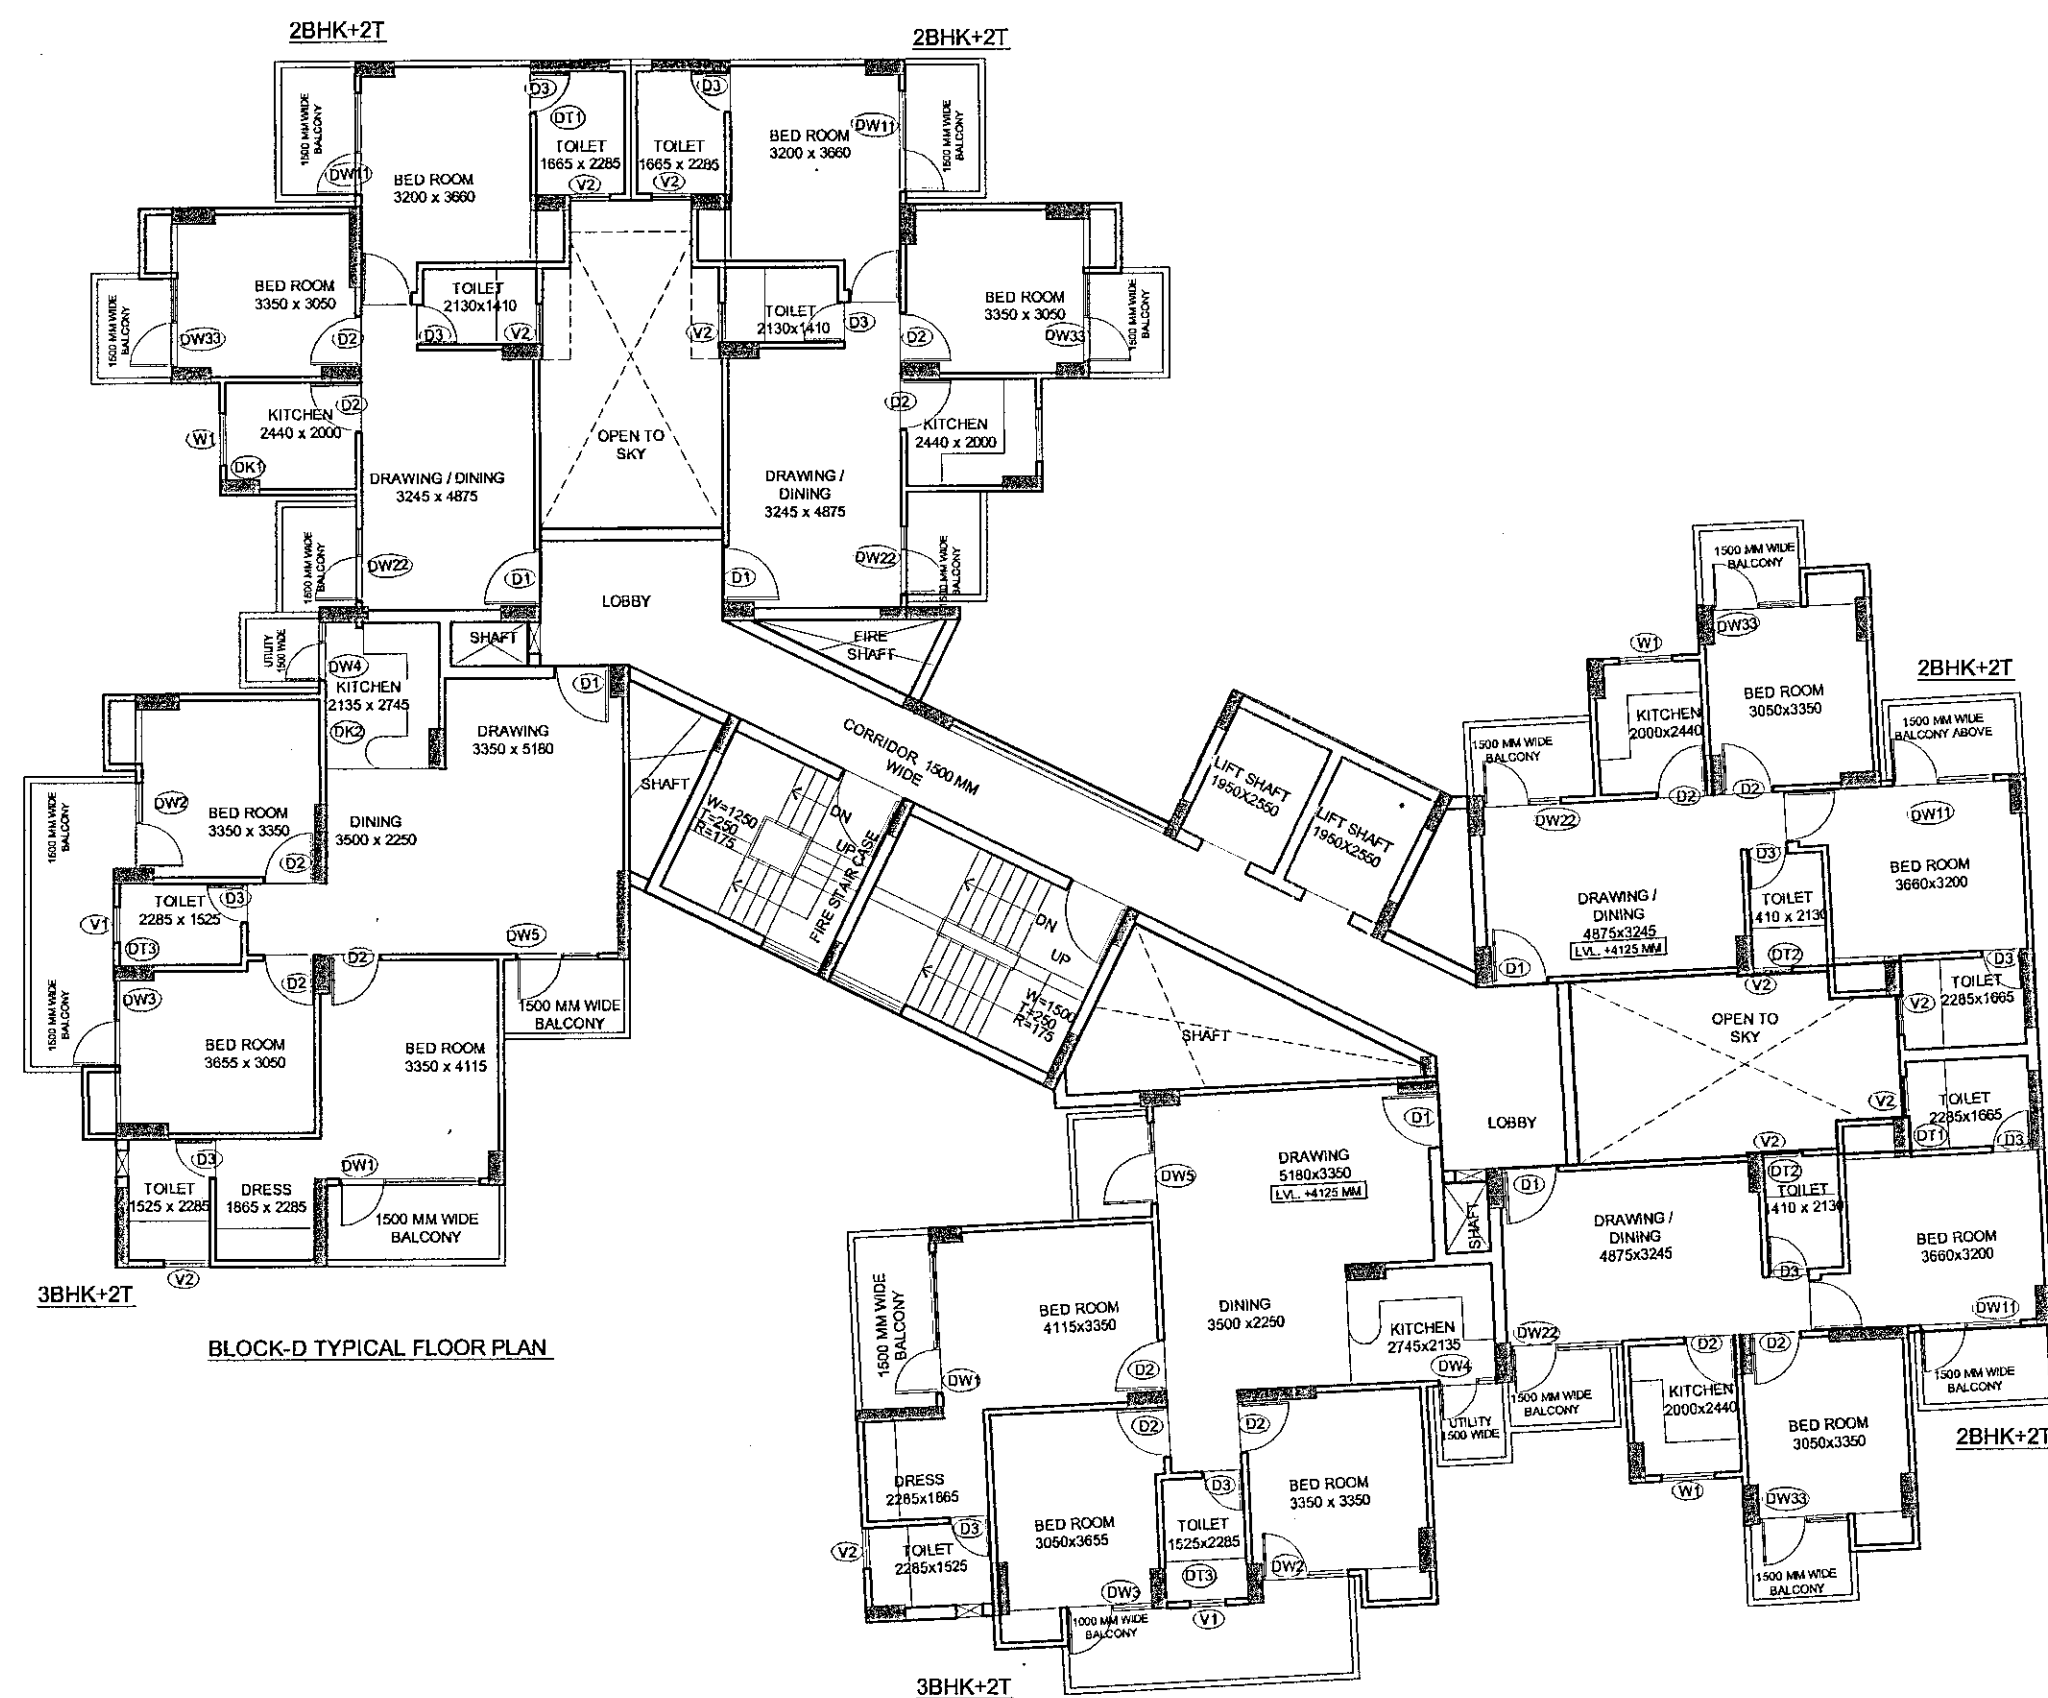 2BHK+2T
2BHK+2T
1500 MM WIDE
BALCONY
DW11
BED ROOM
3200 x 3660
D3
DT1
TOILET
1665 x 2285
V2
D3
TOILET
1665 x 2285
V2
BED ROOM
3200 x 3660
DW11
1500 MM WIDE
BALCONY
BED ROOM
3350 x 3050
DW33
D2
1500 MM WIDE
BALCONY
TOILET
2130x1410
D3
V2
V2
TOILET
2130x1410
D3
BED ROOM
3350 x 3050
D2
DW33
1500 MM WIDE
BALCONY
KITCHEN
2440 x 2000
D2
W1
DK1
DRAWING / DINING
3245 x 4875
OPEN TO
SKY
DRAWING /
DINING
3245 x 4875
D2
KITCHEN
2440 x 2000
1500 MM WIDE
BALCONY
DW22
D1
LOBBY
D1
DW22
1500 MM WIDE
BALCONY
SHAFT
FIRE
SHAFT
UTILITY
1500 WIDE
DW4
KITCHEN
2135 x 2745
DK2
D1
DRAWING
3350 x 5180
DW2
BED ROOM
3350 x 3350
D2
DINING
3500 x 2250
1500 MM WIDE
BALCONY
TOILET
2285 x 1525
D3
V1
DT3
DW5
D2
D2
1500 MM WIDE
BALCONY
DW3
1500 MM WIDE
BALCONY
BED ROOM
3655 x 3050
BED ROOM
3350 x 4115
D3
DW1
TOILET
1525 x 2285
DRESS
1865 x 2285
1500 MM WIDE
BALCONY
V2
3BHK+2T
BLOCK-D TYPICAL FLOOR PLAN
SHAFT
CORRIDOR 1500 MM
WIDE
W=1250
T=250
R=175
DN
UP
FIRE STAIR CASE
DN
UP
W=1500
T=250
R=175
SHAFT
LIFT SHAFT
1950X2550
LIFT SHAFT
1950X2550
1500 MM WIDE
BALCONY
DW33
W1
KITCHEN
2000x2440
BED ROOM
3050x3350
2BHK+2T
1500 MM WIDE
BALCONY ABOVE
1500 MM WIDE
BALCONY
DW22
D2
D2
DW11
D3
BED ROOM
3660x3200
DRAWING /
DINING
4875x3245
LVL. +4125 MM
TOILET
1410 x 2130
D1
DT2
V2
D3
V2
TOILET
2285x1665
OPEN TO
SKY
V2
TOILET
2285x1665
DT1
D3
LOBBY
V2
D1
DRAWING
5180x3350
LVL. +4125 MM
DW5
SHAFT
D1
DT2
TOILET
1410 x 2130
D3
DRAWING /
DINING
4875x3245
BED ROOM
3660x3200
DW11
1500 MM WIDE
BALCONY
BED ROOM
4115x3350
DINING
3500 x2250
KITCHEN
2745x2135
DW4
DW22
D2
D2
1500 MM WIDE
BALCONY
DW1
D2
1500 MM WIDE
BALCONY
KITCHEN
2000x2440
2BHK+2T
D2
D2
UTILITY
1500 WIDE
BED ROOM
3050x3350
DRESS
2285x1865
D3
BED ROOM
3350 x 3350
W1
DW33
D3
V2
TOILET
2285x1525
BED ROOM
3050x3655
TOILET
1525x2285
DT3
DW2
DW3
V1
1000 MM WIDE
BALCONY
1500 MM WIDE
BALCONY
3BHK+2T